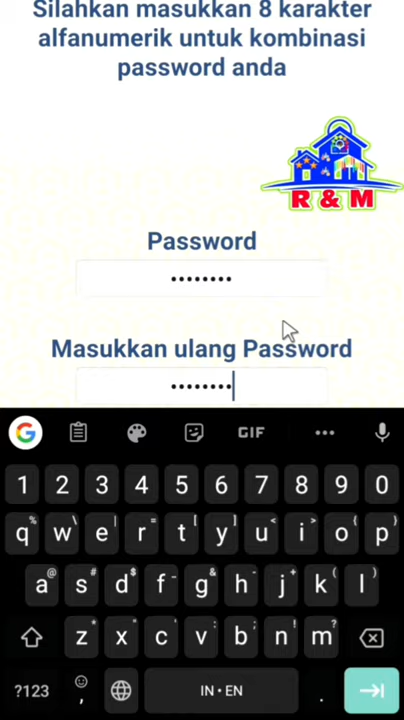 Silahkan masukkan 8 karakter
alfanumerik untuk kombinasi
password anda
R & M
Password
••••••••
Masukkan ulang Password
••••••••
G GIF •••
1 2 3 4 5 6 7 8 9 0
q % w \ e | r = t [ y ] u < i > o { p }
a @ s # d $ f _ g & h - j + k ( l )
z * x " c ' v : b ; n ! m ?
?123 , IN • EN .